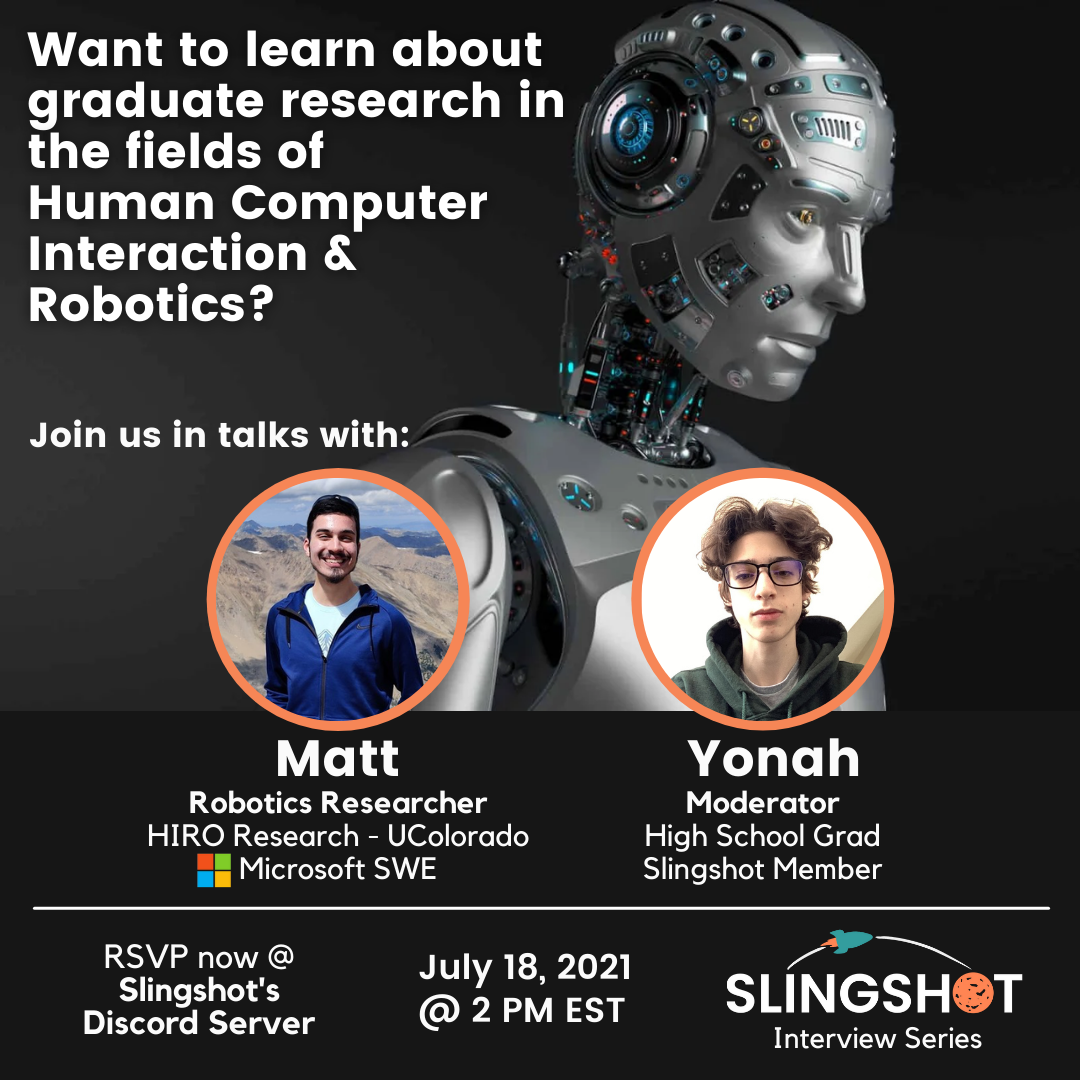 Want to learn about
graduate research in
the fields of
Human Computer
Interaction &
Robotics?
Join us in talks with:
Matt
Robotics Researcher
HIRO Research - UColorado
Microsoft SWE
Yonah
Moderator
High School Grad
Slingshot Member
RSVP now @
Slingshot's
Discord Server
July 18, 2021
@ 2 PM EST
SLINGSHOT
Interview Series